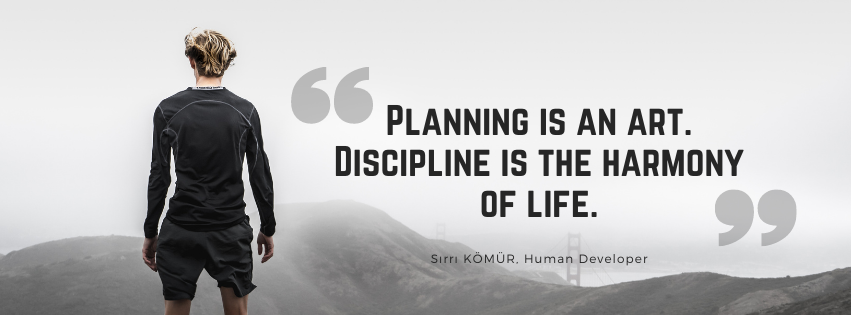 “
PLANNING IS AN ART.
DISCIPLINE IS THE HARMONY
OF LIFE.
”
Sırrı KÖMÜR, Human Developer